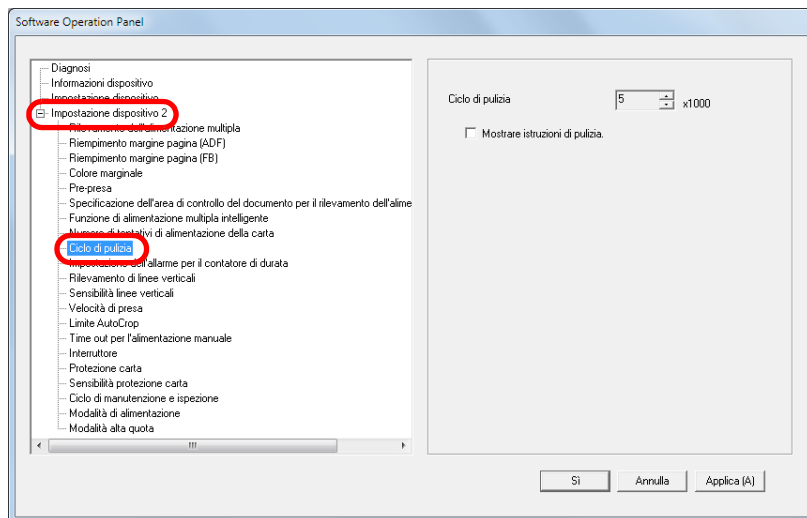 Software Operation Panel
Diagnosi
Informazioni dispositivo
Impostazione dispositivo
Impostazione dispositivo 2
Rilevamento dell'alimentazione multipla
Riempimento margine pagina (ADF)
Riempimento margine pagina (FB)
Colore marginale
Pre-presa
Specificazione dell'area di controllo del documento per il rilevamento dell'alime
Funzione di alimentazione multipla intelligente
Numero di tentativi di alimentazione della carta
Ciclo di pulizia
Impostazione dell'allarme per il contatore di durata
Rilevamento di linee verticali
Sensibilità linee verticali
Velocità di presa
Limite AutoCrop
Time out per l'alimentazione manuale
Interruttore
Protezione carta
Sensibilità protezione carta
Ciclo di manutenzione e ispezione
Modalità di alimentazione
Modalità alta quota
Ciclo di pulizia 5 x1000
Mostrare istruzioni di pulizia.
Sì Annulla Applica (A)